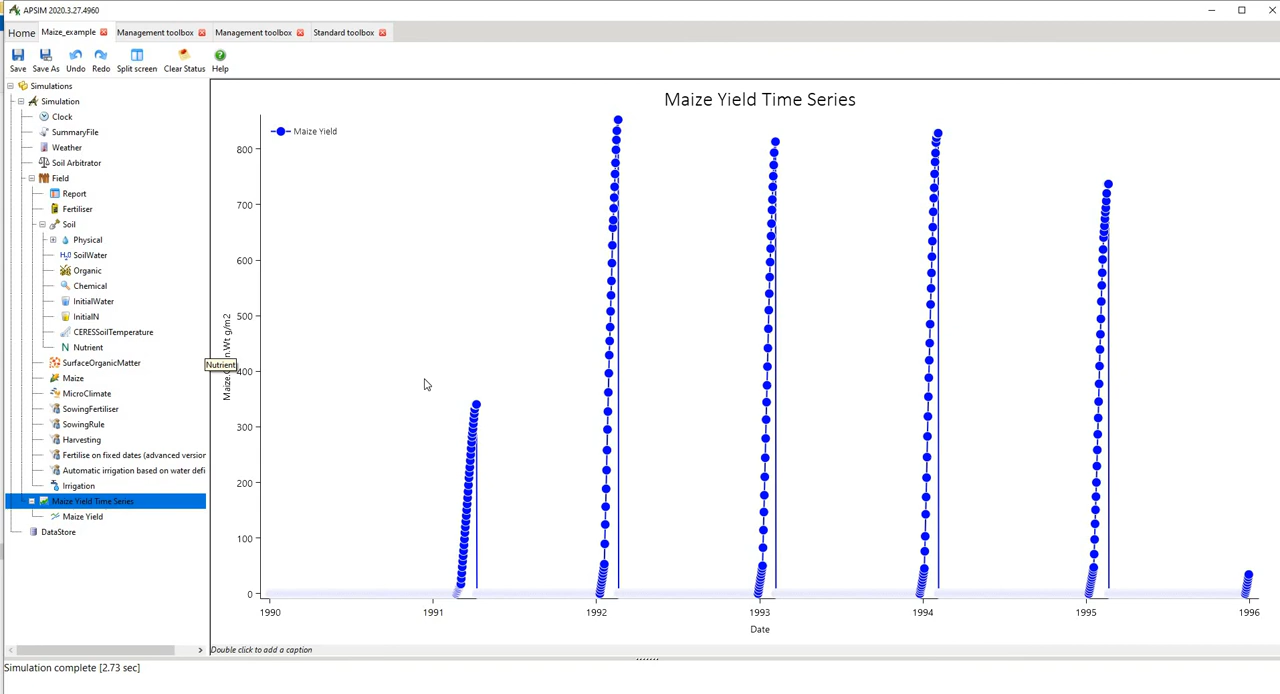 APSIM 2020.3.27.4960
Home Maize_example Management toolbox Management toolbox Standard toolbox
Save Save As Undo Redo Split screen Clear Status Help
Simulations
Simulation
Clock
SummaryFile
Weather
Soil Arbitrator
Field
Report
Fertiliser
Soil
Physical
SoilWater
Organic
Chemical
InitialWater
InitialN
CERESSoilTemperature
Nutrient
SurfaceOrganicMatter
Maize
MicroClimate
SowingFertiliser
SowingRule
Harvesting
Fertilise on fixed dates (advanced version
Automatic irrigation based on water defi
Irrigation
Maize Yield Time Series
Maize Yield
DataStore
Nutrient
Maize Yield Time Series
Maize Yield
800
700
600
500
400
300
200
100
0
g/m2
1990 1991 1992 1993 1994 1995 1996
Date
Double click to add a caption
Simulation complete [2.73 sec]